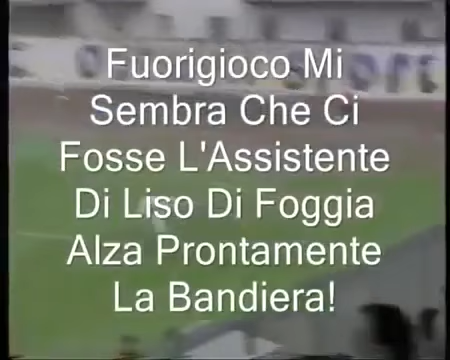 Fuorigioco Mi
Sembra Che Ci
Fosse L'Assistente
Di Liso Di Foggia
Alza Prontamente
La Bandiera!